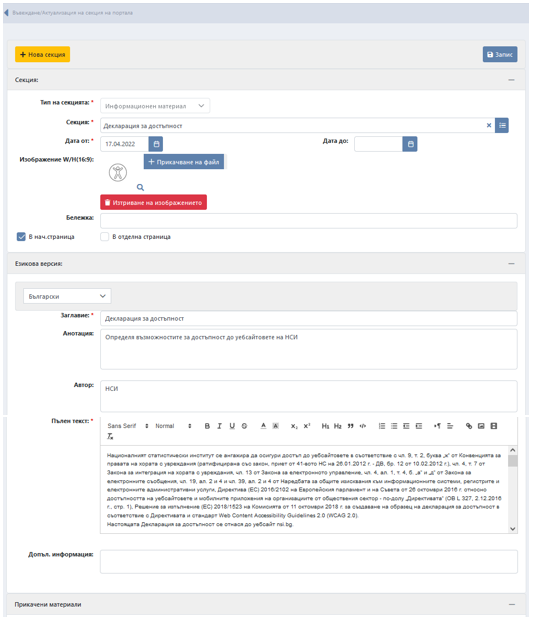 Въвеждане/Актуализация на секция на портала
Нова секция
Запис
Секция:
Тип на секцията: *
Информационен материал
Секция: *
Декларация за достъпност
Дата от: *
17.04.2022
Дата до:
Изображение W/H(16:9):
Прикачване на файл
Изтриване на изображението
Бележка:
В нач.страница
В отделна страница
Езикова версия:
Български
Заглавие: *
Декларация за достъпност
Анотация:
Определя възможностите за достъпност до уебсайтовете на НСИ
Автор:
НСИ
Пълен текст: *
Sans Serif
Normal
Националният статистически институт се ангажира да осигури достъп до уебсайтовете в съответствие с чл. 9, т. 2, буква „ж“ от Конвенцията за
правата на хората с увреждания (ратифицирана със закон, приет от 41-вото НС на 26.01.2012 г. - ДВ, бр. 12 от 10.02.2012 г.), чл. 4, т. 7 от
Закона за интеграция на хората с увреждания, чл. 13 от Закона за електронното управление, чл. 4, ал. 1, т. 4, б. „а“ и „д“ от Закона за
електронните съобщения, чл. 19, ал. 2 и 4 и чл. 39, ал. 2 и 4 от Наредбата за общите изисквания към информационните системи, регистрите и
електронните административни услуги, Директива (ЕС) 2016/2102 на Европейския парламент и на Съвета от 26 октомври 2016 г. относно
достъпността на уебсайтовете и мобилните приложения на организациите от обществения сектор - по-долу „Директивата“ (OB L 327, 2.12.2016
г., стр. 1), Решение за изпълнение (ЕС) 2018/1523 на Комисията от 11 октомври 2018 г. за създаване на образец на декларация за достъпност в
съответствие с Директивата и стандарт Web Content Accessibility Guidelines 2.0 (WCAG 2.0).
Настоящата Декларация за достъпност се отнася до уебсайт nsi.bg.
Допъл. информация:
Прикачени материали